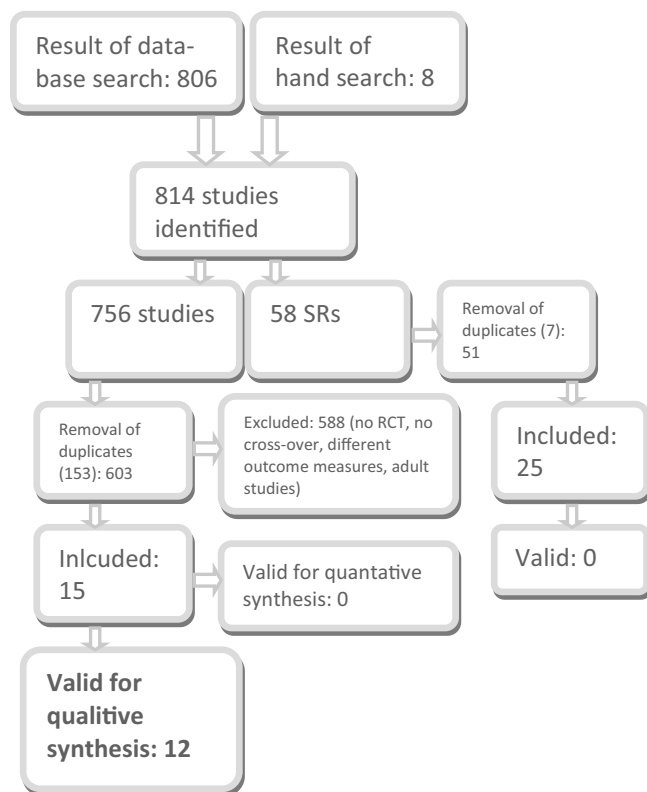 Result of data-
base search: 806
Result of
hand search: 8
814 studies
identified
756 studies
58 SRs
Removal of
duplicates (7):
51
Removal of
duplicates
(153): 603
Excluded: 588 (no RCT, no
cross-over, different
outcome measures, adult
studies)
Included:
25
Inlcuded:
15
Valid for quantative
synthesis: 0
Valid: 0
Valid for
qualitive
synthesis: 12